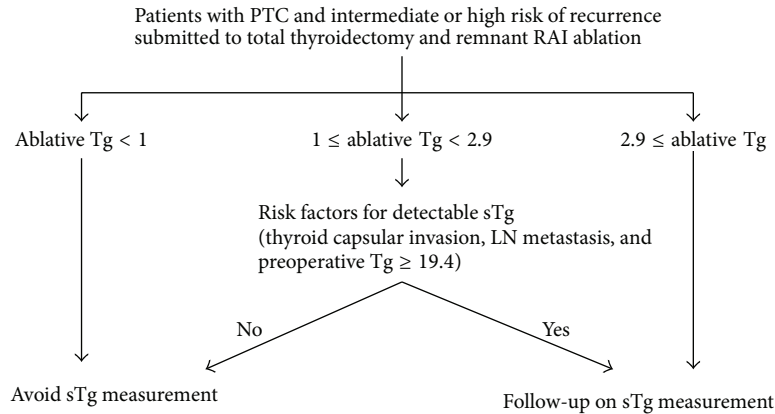 Patients with PTC and intermediate or high risk of recurrence
submitted to total thyroidectomy and remnant RAI ablation
Ablative Tg < 1
1 ≤ ablative Tg < 2.9
2.9 ≤ ablative Tg
Risk factors for detectable sTg
(thyroid capsular invasion, LN metastasis, and
preoperative Tg ≥ 19.4)
No
Yes
Avoid sTg measurement
Follow-up on sTg measurement